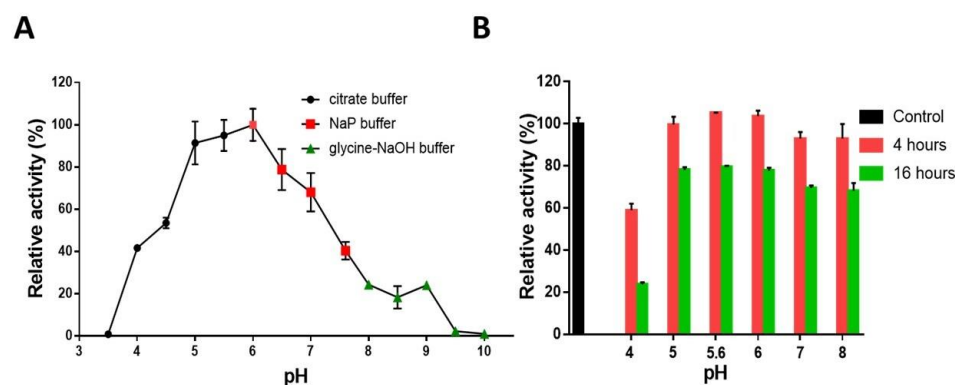 A
B
Relative activity (%)
120
100
80
60
40
20
0
3 4 5 6 7 8 9 10
pH
citrate buffer
NaP buffer
glycine-NaOH buffer
Relative activity (%)
120
100
80
60
40
20
0
4 5 5.6 6 7 8
pH
Control
4 hours
16 hours